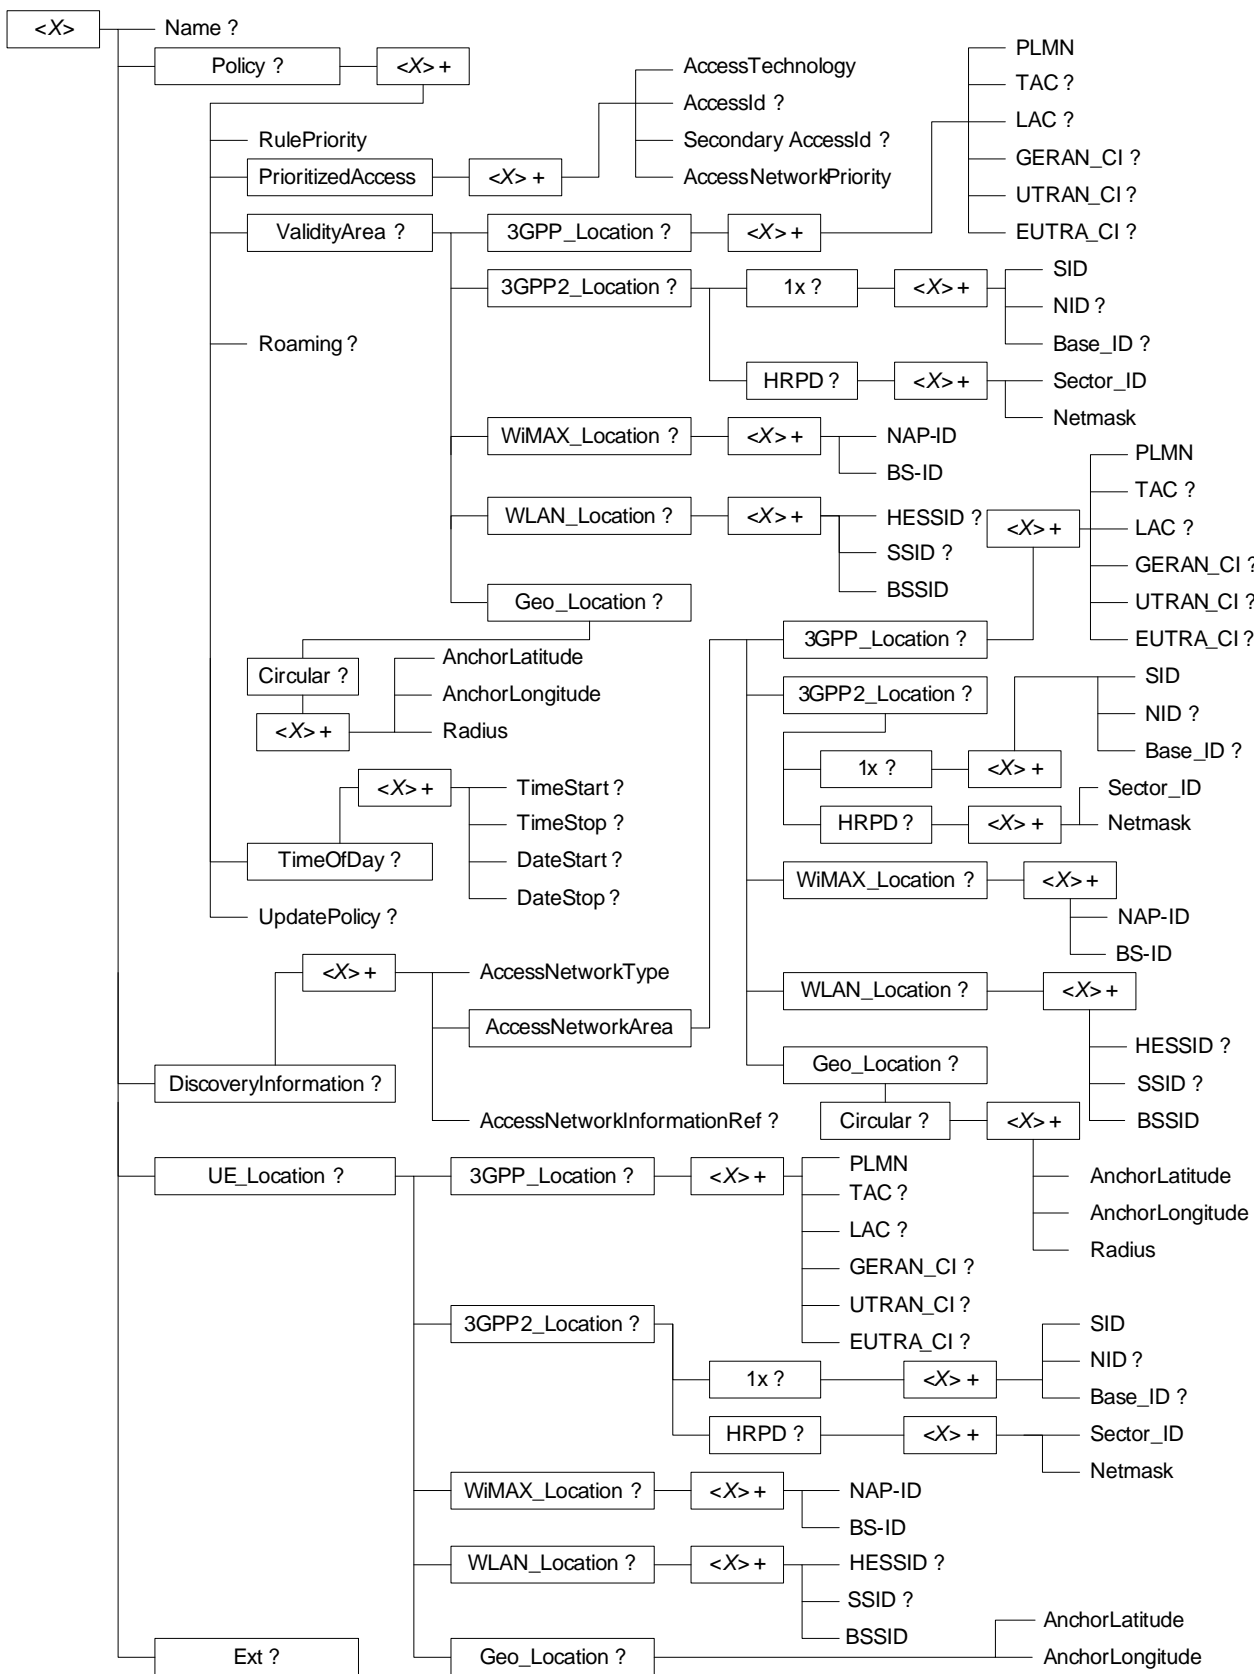 <X>
Name ?
Policy ?
<X> +
RulePriority
PrioritizedAccess
<X> +
AccessTechnology
AccessId ?
Secondary AccessId ?
AccessNetworkPriority
ValidityArea ?
3GPP_Location ?
<X> +
PLMN
TAC ?
LAC ?
GERAN_CI ?
UTRAN_CI ?
EUTRA_CI ?
3GPP2_Location ?
1x ?
<X> +
SID
NID ?
Base_ID ?
HRPD ?
<X> +
Sector_ID
Netmask
WiMAX_Location ?
<X> +
NAP-ID
BS-ID
WLAN_Location ?
<X> +
HESSID ?
SSID ?
BSSID
Geo_Location ?
Circular ?
<X> +
AnchorLatitude
AnchorLongitude
Radius
Roaming ?
TimeOfDay ?
<X> +
TimeStart ?
TimeStop ?
DateStart ?
DateStop ?
UpdatePolicy ?
DiscoveryInformation ?
<X> +
AccessNetworkType
AccessNetworkArea
3GPP_Location ?
<X> +
PLMN
TAC ?
LAC ?
GERAN_CI ?
UTRAN_CI ?
EUTRA_CI ?
3GPP2_Location ?
1x ?
<X> +
SID
NID ?
Base_ID ?
HRPD ?
<X> +
Sector_ID
Netmask
WiMAX_Location ?
<X> +
NAP-ID
BS-ID
WLAN_Location ?
<X> +
HESSID ?
SSID ?
BSSID
Geo_Location ?
Circular ?
<X> +
AnchorLatitude
AnchorLongitude
Radius
AccessNetworkInformationRef ?
UE_Location ?
3GPP_Location ?
<X> +
PLMN
TAC ?
LAC ?
GERAN_CI ?
UTRAN_CI ?
EUTRA_CI ?
3GPP2_Location ?
1x ?
<X> +
SID
NID ?
Base_ID ?
HRPD ?
<X> +
Sector_ID
Netmask
WiMAX_Location ?
<X> +
NAP-ID
BS-ID
WLAN_Location ?
<X> +
HESSID ?
SSID ?
BSSID
Geo_Location ?
AnchorLatitude
AnchorLongitude
Ext ?